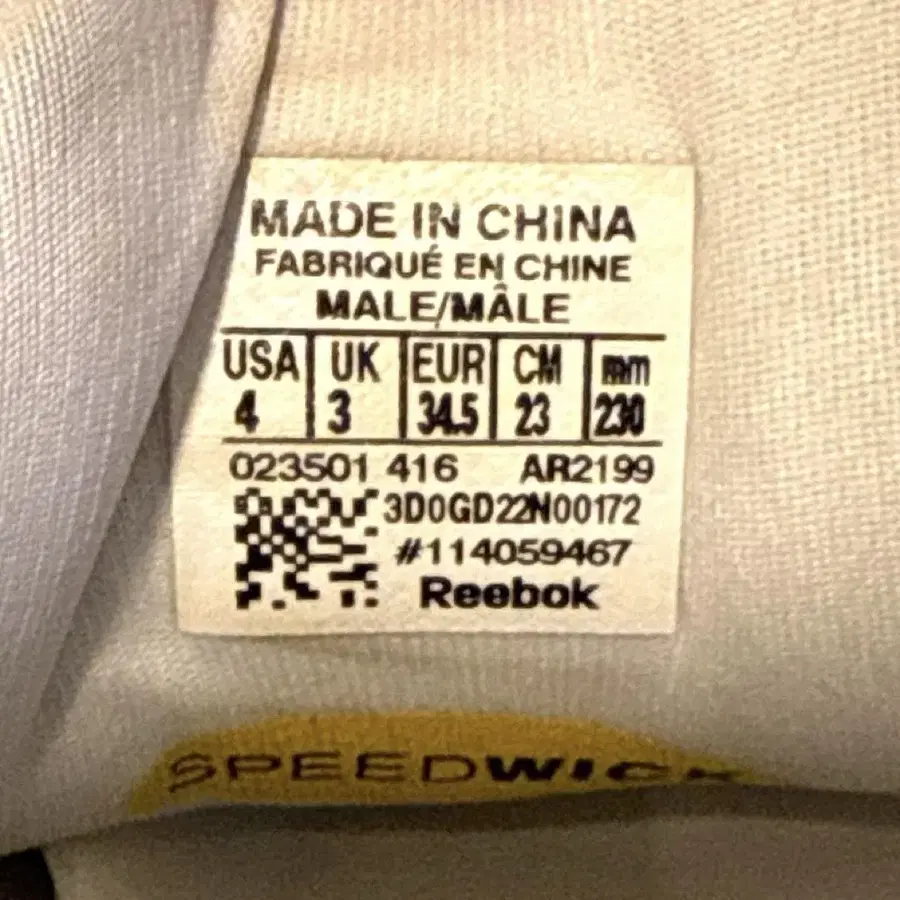 MADE IN CHINA
FABRIQUÉ EN CHINE
MALE/MÂLE
USA UK EUR CM mm
4 3 34.5 23 230
023501 416 AR2199
3D0GD22N00172
#114059467
Reebok
SPEEDWICK